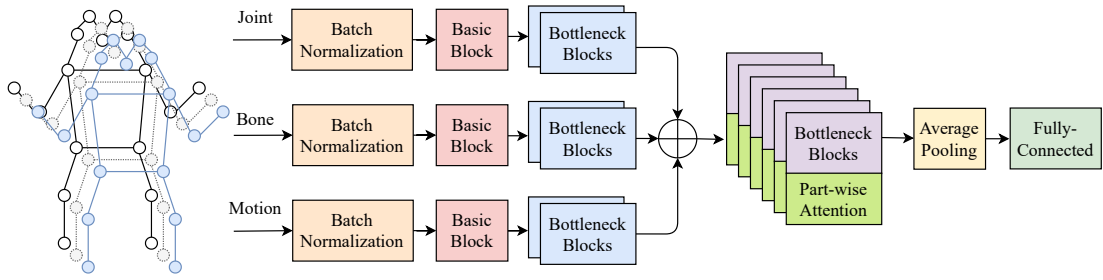 Joint
Batch
Normalization
Basic
Block
Bottleneck
Blocks
Bone
Batch
Normalization
Basic
Block
Bottleneck
Blocks
Motion
Batch
Normalization
Basic
Block
Bottleneck
Blocks
Bottleneck
Blocks
Part-wise
Attention
Average
Pooling
Fully-
Connected